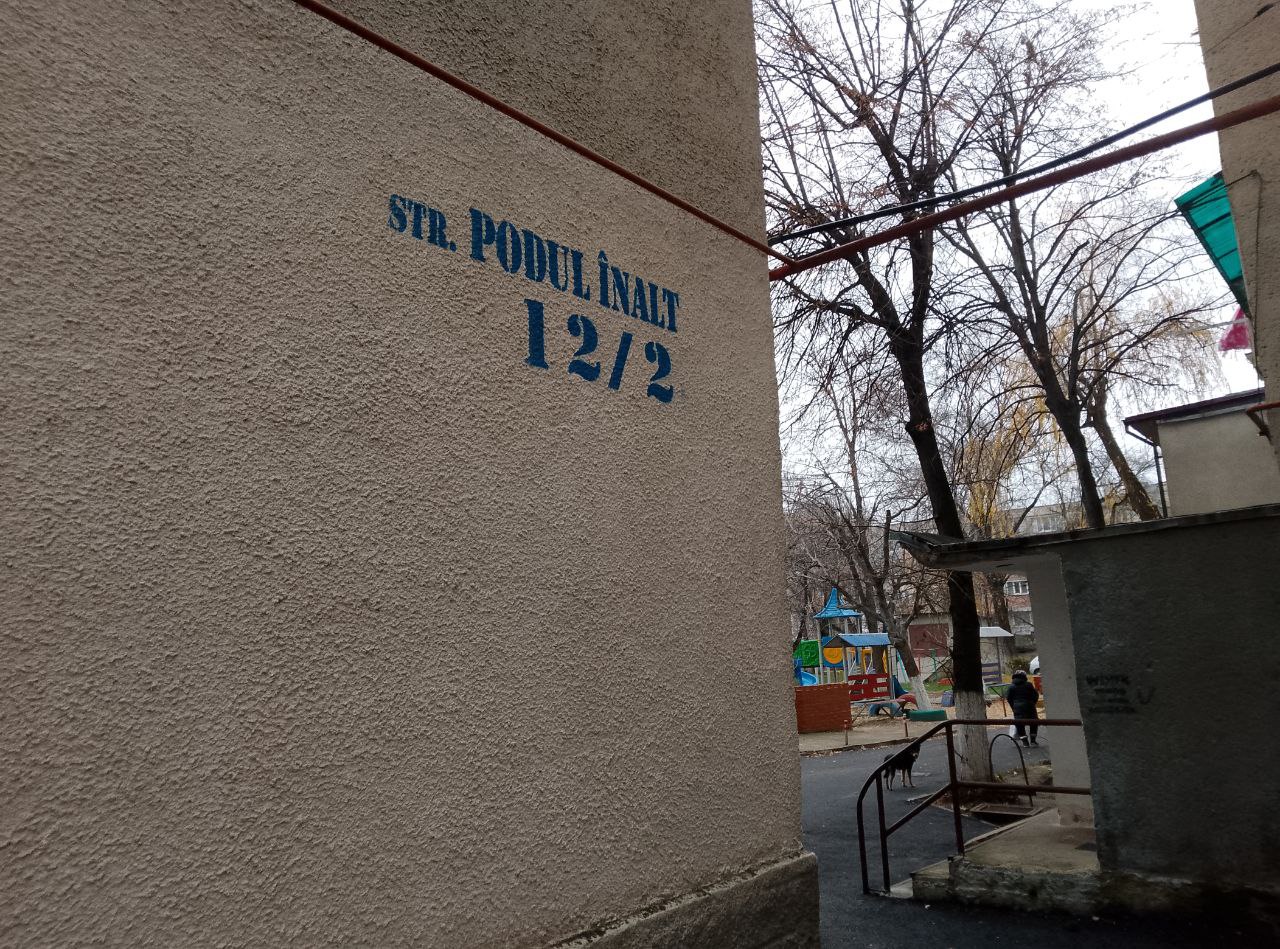 STR. PODUL ÎNALT
12/2